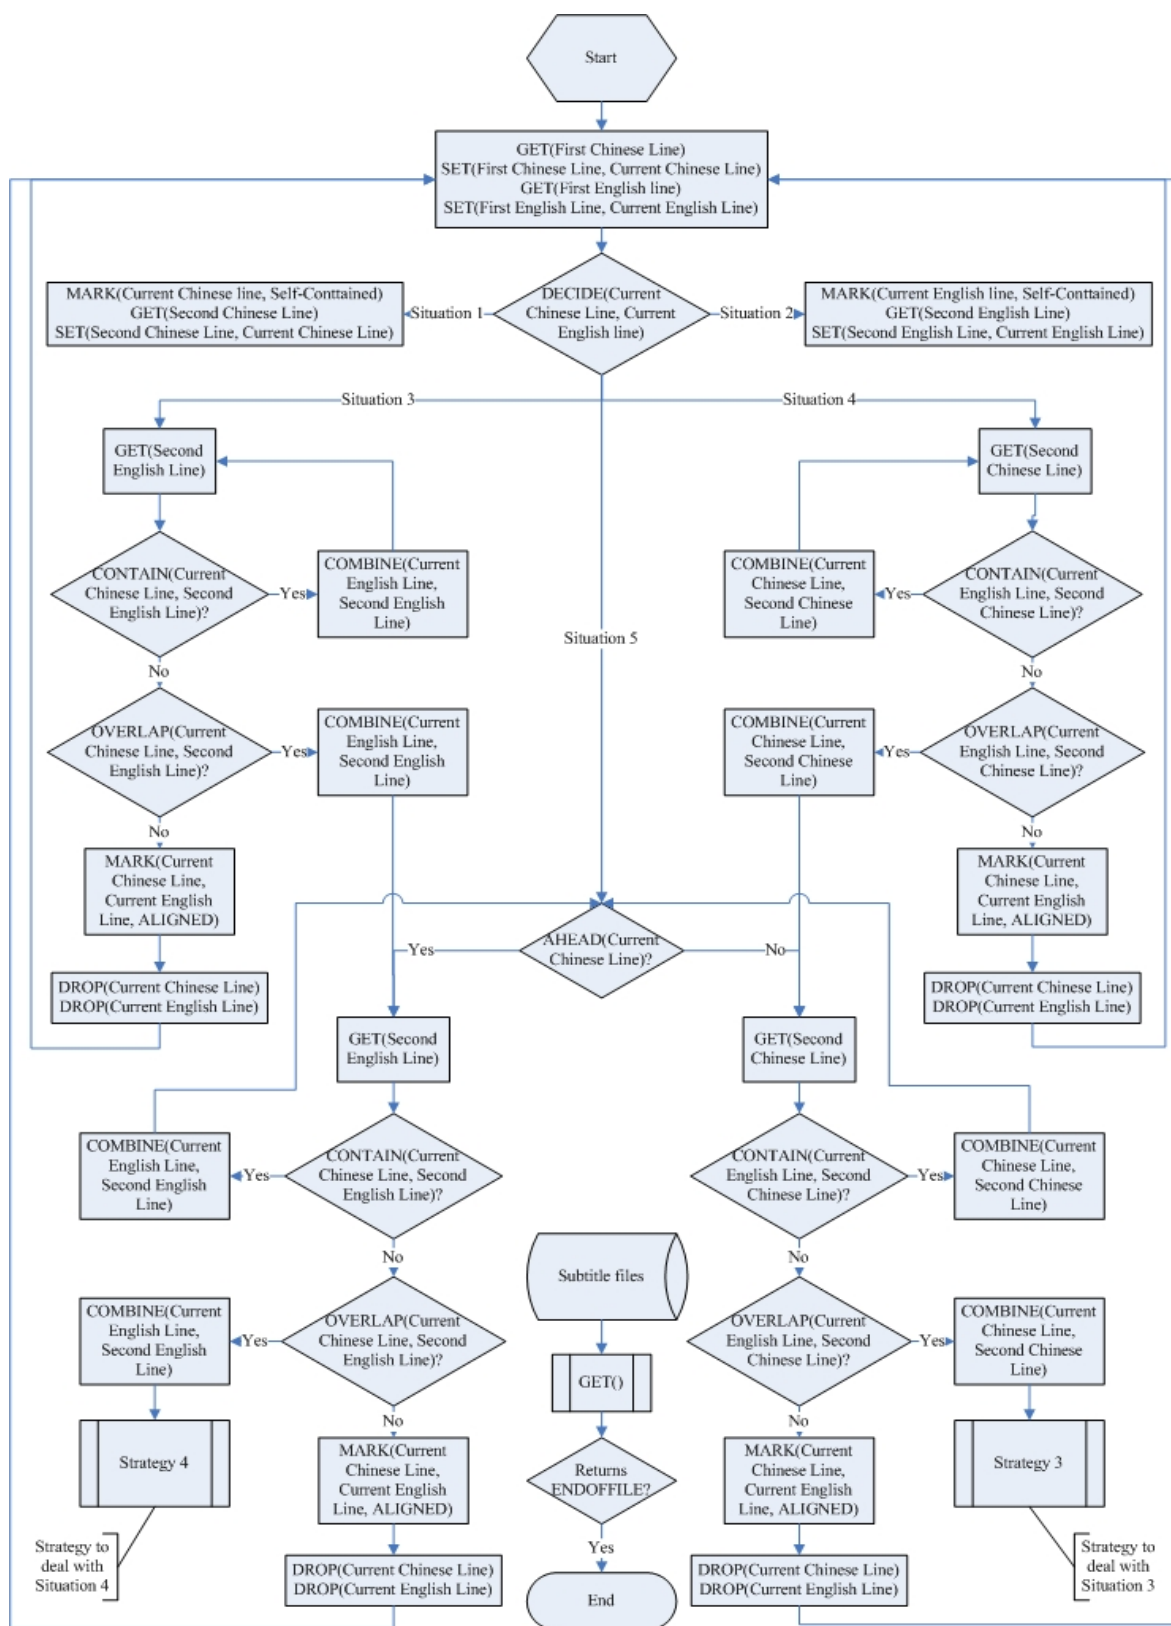 Start
GET(First Chinese Line)
SET(First Chinese Line, Current Chinese Line)
GET(First English line)
SET(First English Line, Current English Line)
MARK(Current Chinese line, Self-Conttained)
GET(Second Chinese Line)
SET(Second Chinese Line, Current Chinese Line)
Situation 1
DECIDE(Current
Chinese Line, Current
English line)
Situation 2
MARK(Current English line, Self-Conttained)
GET(Second English Line)
SET(Second English Line, Current English Line)
Situation 3
Situation 4
GET(Second
English Line)
GET(Second
Chinese Line)
CONTAIN(Current
Chinese Line, Second
English Line)?
Yes
COMBINE(Current
English Line,
Second English
Line)
COMBINE(Current
Chinese Line,
Second Chinese
Line)
Yes
CONTAIN(Current
English Line, Second
Chinese Line)?
Situation 5
No
No
OVERLAP(Current
Chinese Line, Second
English Line)?
Yes
COMBINE(Current
English Line,
Second English
Line)
COMBINE(Current
Chinese Line,
Second Chinese
Line)
Yes
OVERLAP(Current
English Line, Second
Chinese Line)?
No
No
MARK(Current
Chinese Line,
Current English
Line, ALIGNED)
MARK(Current
Chinese Line,
Current English
Line, ALIGNED)
Yes
AHEAD(Current
Chinese Line)?
No
DROP(Current Chinese Line)
DROP(Current English Line)
DROP(Current Chinese Line)
DROP(Current English Line)
GET(Second
English Line)
GET(Second
Chinese Line)
COMBINE(Current
English Line,
Second English
Line)
Yes
CONTAIN(Current
Chinese Line, Second
English Line)?
CONTAIN(Current
English Line, Second
Chinese Line)?
Yes
COMBINE(Current
Chinese Line,
Second Chinese
Line)
No
No
Subtitle files
COMBINE(Current
English Line,
Second English
Line)
Yes
OVERLAP(Current
Chinese Line, Second
English Line)?
OVERLAP(Current
English Line, Second
Chinese Line)?
Yes
COMBINE(Current
Chinese Line,
Second Chinese
Line)
GET()
No
No
Strategy 4
MARK(Current
Chinese Line,
Current English
Line, ALIGNED)
Returns
ENDOFFILE?
MARK(Current
Chinese Line,
Current English
Line, ALIGNED)
Strategy 3
Yes
Strategy to
deal with
Situation 4
DROP(Current Chinese Line)
DROP(Current English Line)
End
DROP(Current Chinese Line)
DROP(Current English Line)
Strategy to
deal with
Situation 3